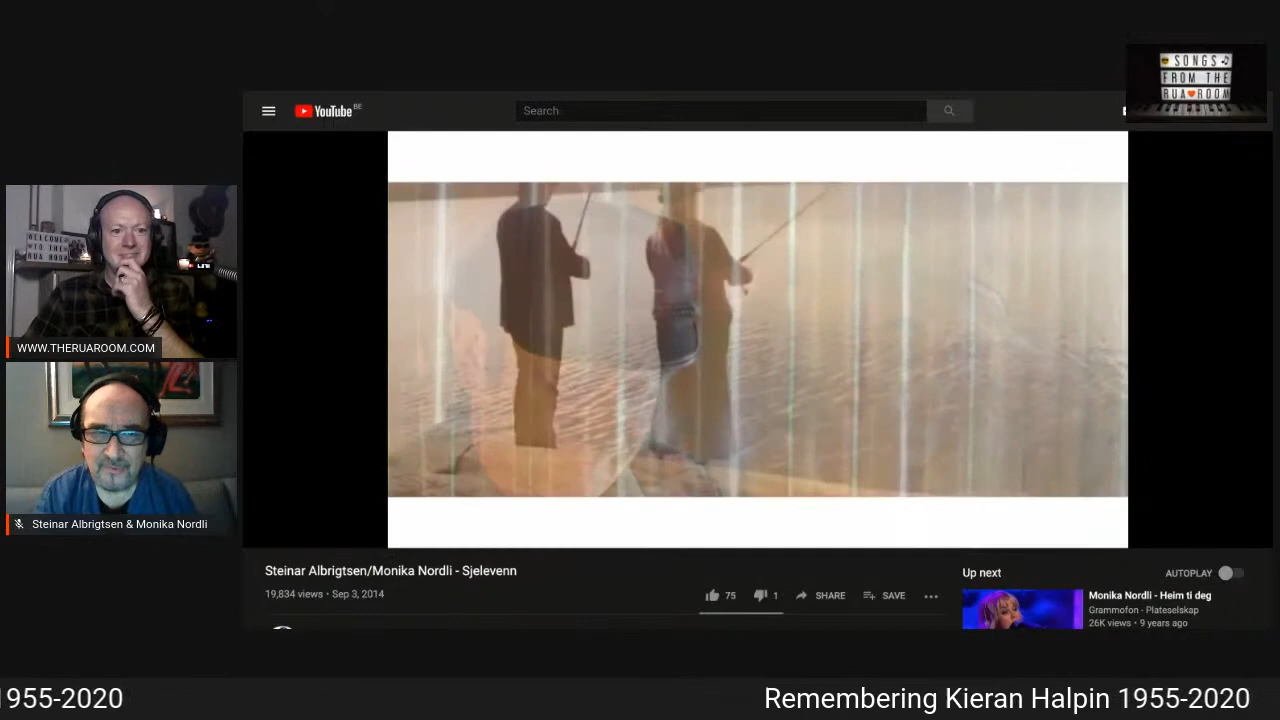 SONGS
FROM THE
RUA ROOM
YouTube BE
Search
WELCOME
TO THE
RUA ROOM
WWW.THERUAROOM.COM
Steinar Albrigtsen & Monika Nordli
Steinar Albrigtsen/Monika Nordli - Sjelevenn
19,834 views • Sep 3, 2014
75
1
SHARE
SAVE
Up next
AUTOPLAY
Monika Nordli - Heim ti deg
Grammofon - Plateselskap
26K views • 9 years ago
1955-2020
Remembering Kieran Halpin 1955-2020